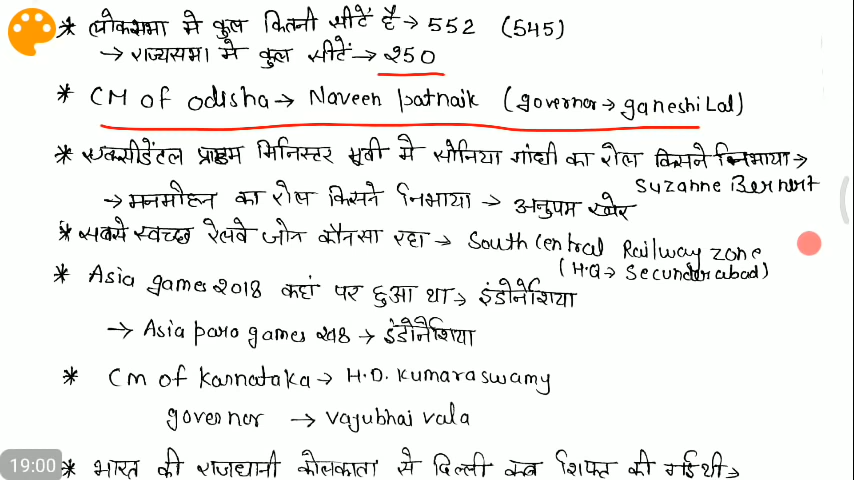 * लोकसभा मे कुल कितनी सीटें है → 552 (545)
→ राज्यसभा मे कुल सीटें → 250
* CM of odisha → Naveen patnaik (governor → ganeshi Lal)
* एक्सीडेंटल प्राइम मिनिस्टर मूवी मे सोनिया गांधी का रोल किसने निभाया →
Suzanne Bernert
→ मनमोहन का रोल किसने निभाया → अनुपम खेर
* सबसे स्वच्छ रेलवे जोन कौनसा रहा → South Central Railway zone
(H.Q → Secunderabad)
* Asia games 2018 कहां पर हुआ था → इंडोनेशिया
→ Asia para games 2018 → इंडोनेशिया
* CM of Karnataka → H.D. Kumaraswamy
governor → vajubhai vala
19:00
* भारत की राजधानी कोलकाता से दिल्ली कब शिफ्ट की गई थी →